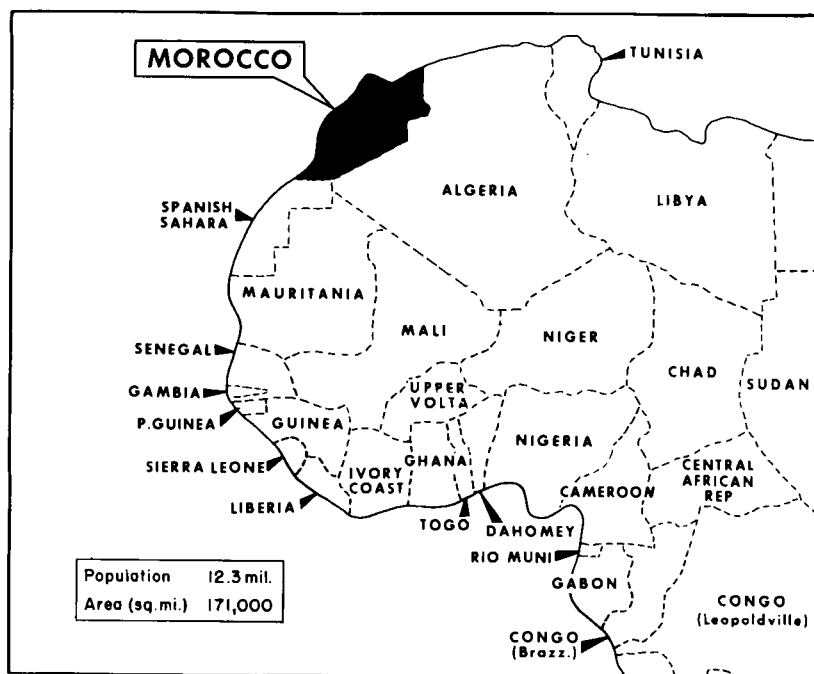 MOROCCO
TUNISIA
ALGERIA
LIBYA
SPANISH
SAHARA
MAURITANIA
MALI
NIGER
SENEGAL
CHAD
SUDAN
GAMBIA
UPPER
VOLTA
P.GUINEA
GUINEA
NIGERIA
GHANA
SIERRA LEONE
IVORY
COAST
CENTRAL
AFRICAN
REP
CAMEROON
LIBERIA
TOGO
DAHOMEY
RIO MUNI
GABON
CONGO
(Leopoldville)
CONGO
(Brazz.)
Population 12.3 mil.
Area (sq.mi.) 171,000